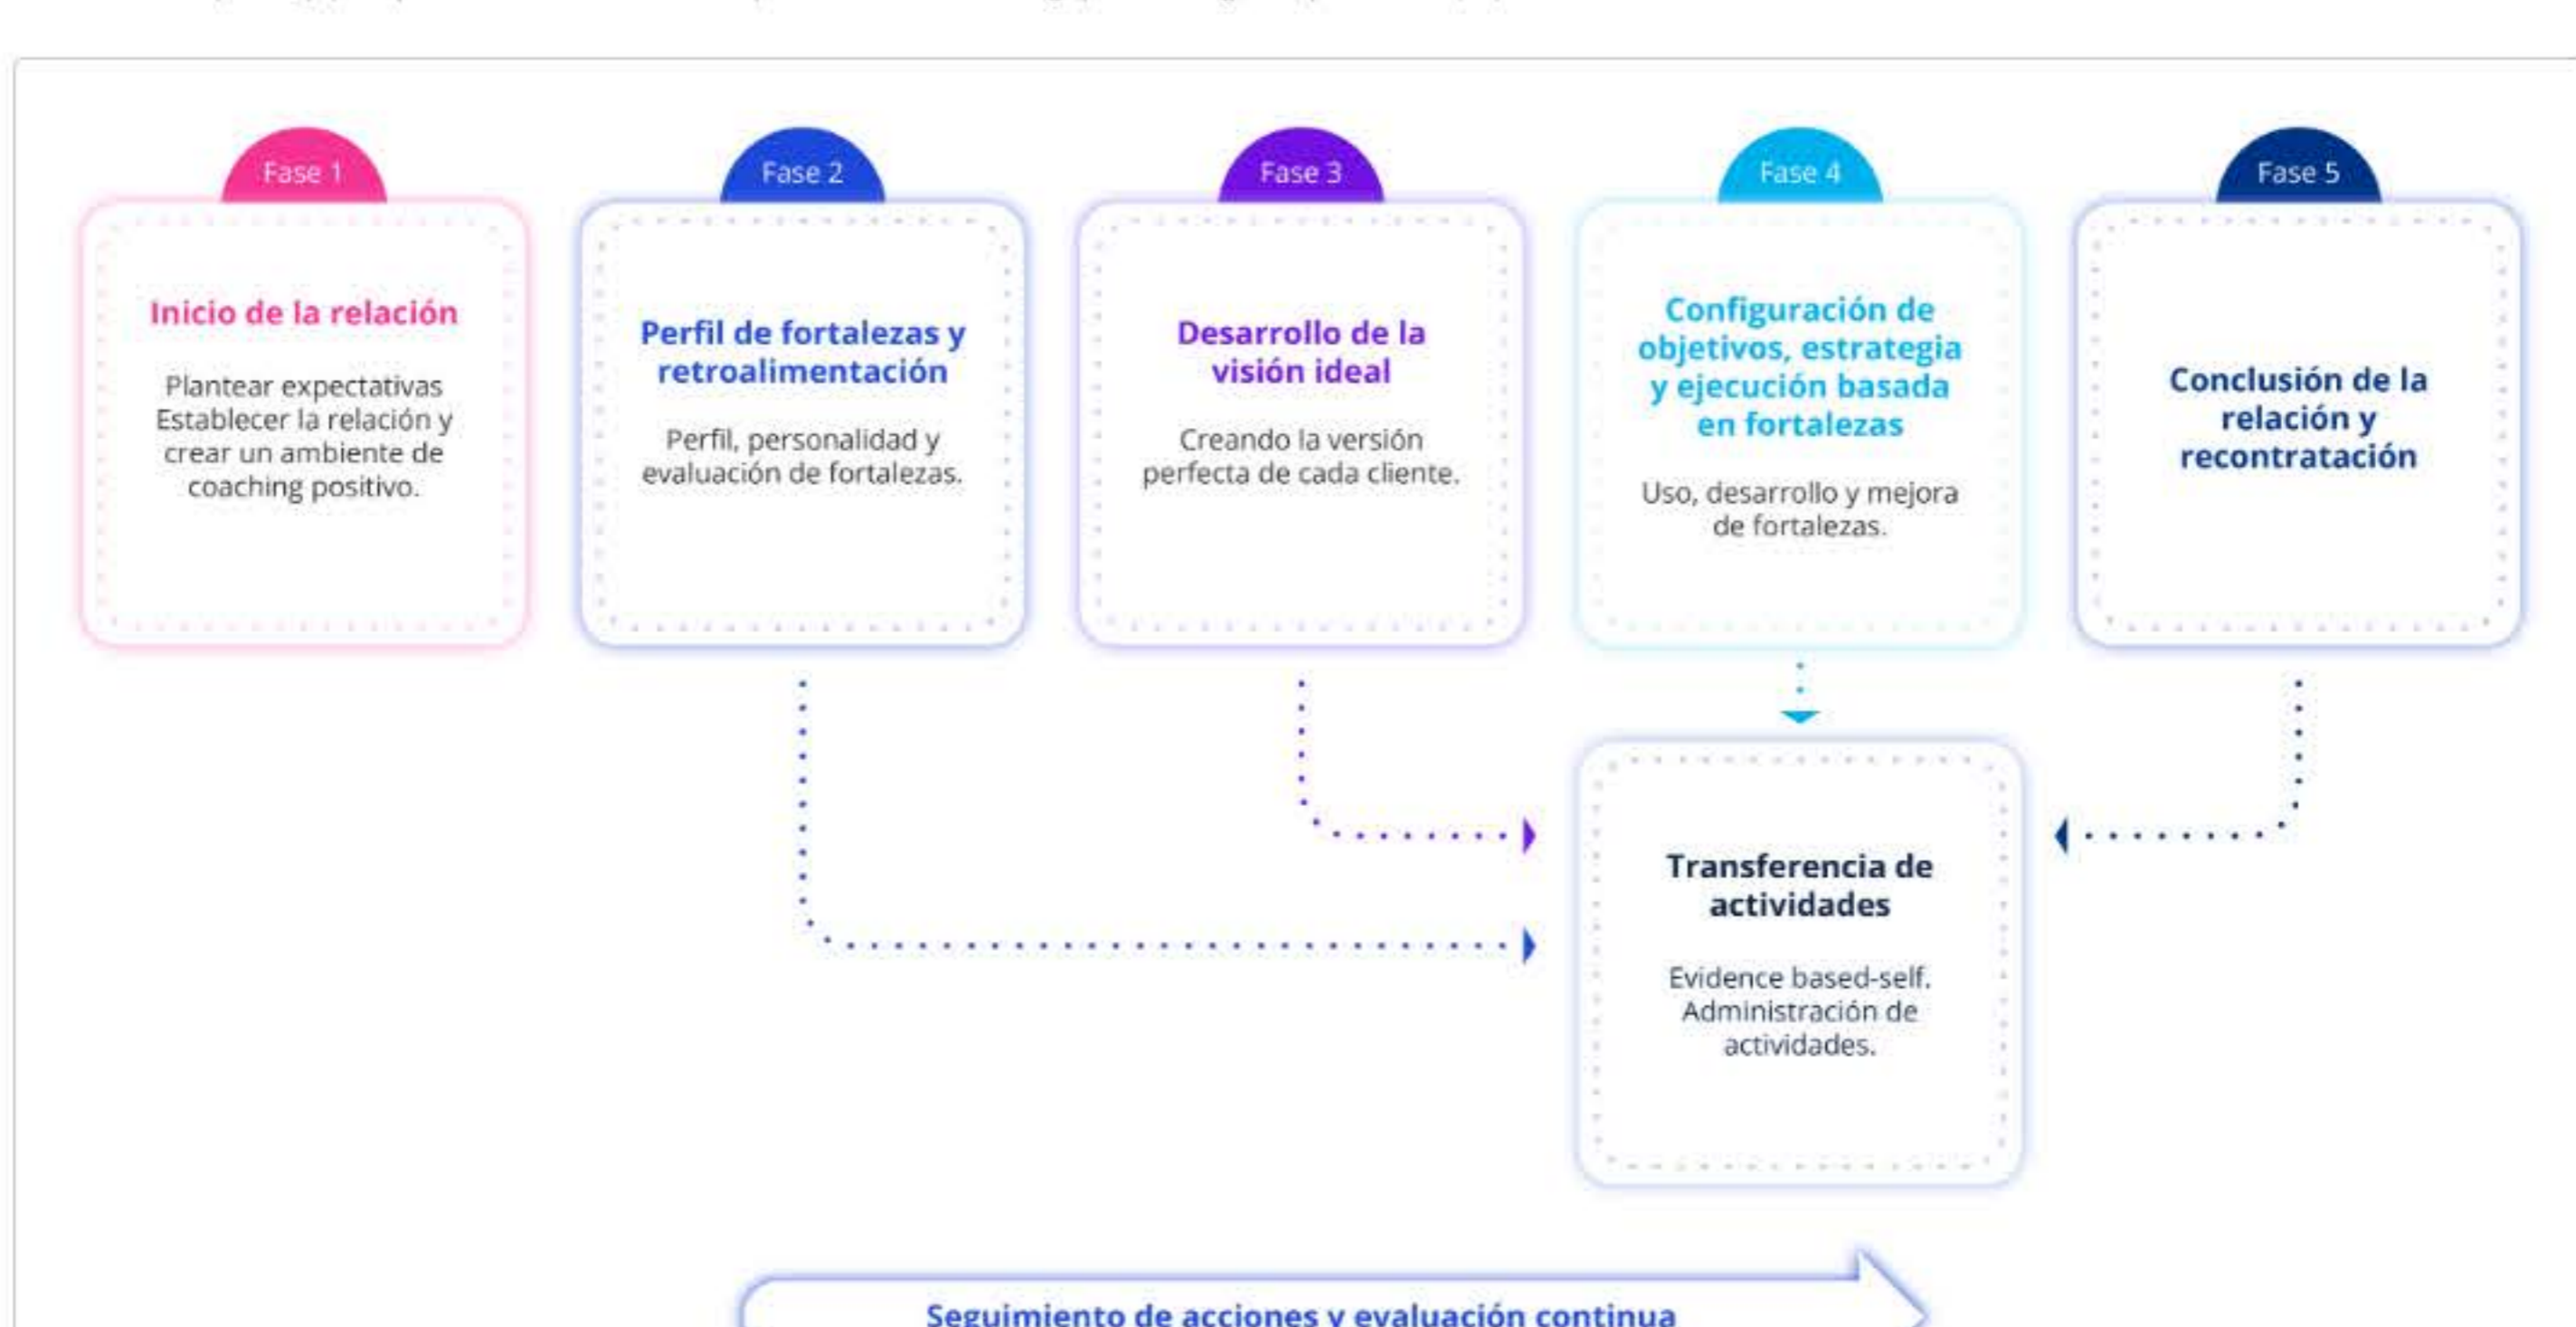 Fase 1
Inicio de la relación
Plantear expectativas
Establecer la relación y
crear un ambiente de
coaching positivo.
Fase 2
Perfil de fortalezas y
retroalimentación
Perfil, personalidad y
evaluación de fortalezas.
Fase 3
Desarrollo de la
visión ideal
Creando la versión
perfecta de cada cliente.
Fase 4
Configuración de
objetivos, estrategia
y ejecución basada
en fortalezas
Uso, desarrollo y mejora
de fortalezas.
Fase 5
Conclusión de la
relación y
recontratación
Transferencia de
actividades
Evidence based-self.
Administración de
actividades.
Seguimiento de acciones y evaluación continua